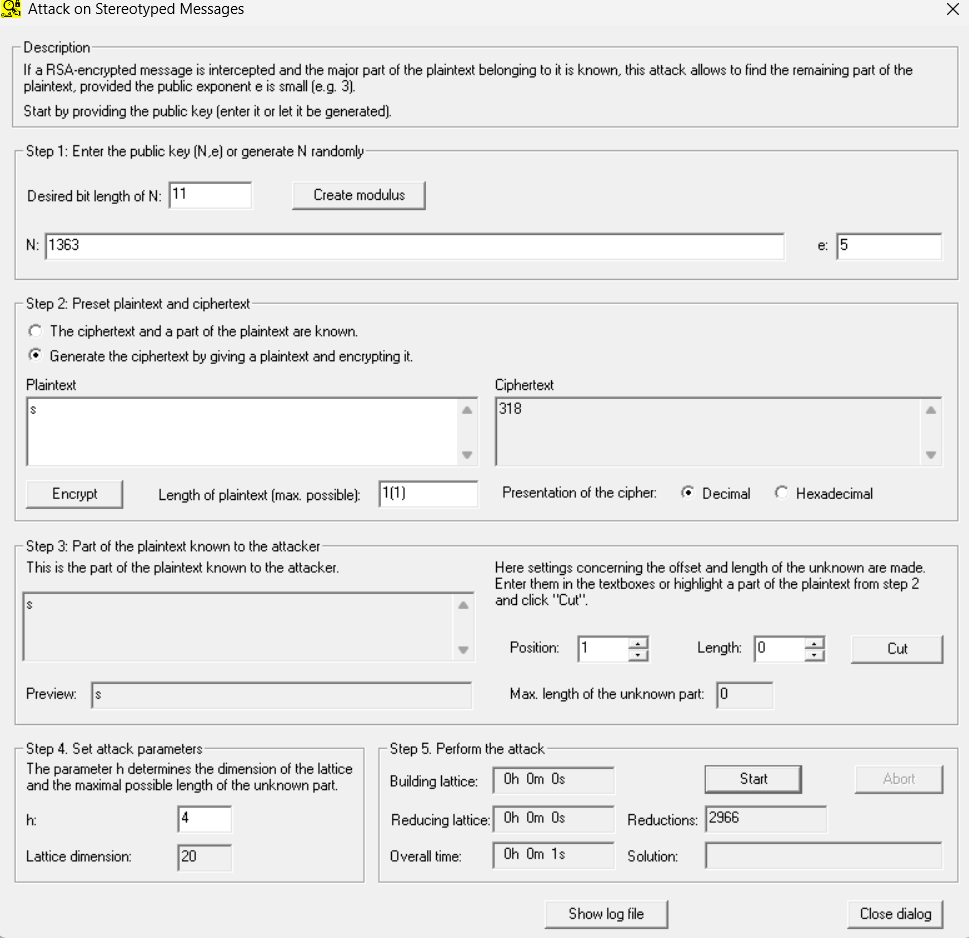 Attack on Stereotyped Messages
Description
If a RSA-encrypted message is intercepted and the major part of the plaintext belonging to it is known, this attack allows to find the remaining part of the
plaintext, provided the public exponent e is small (e.g. 3).
Start by providing the public key (enter it or let it be generated).
Step 1: Enter the public key (N,e) or generate N randomly
Desired bit length of N: 11 Create modulus
N: 1363 e: 5
Step 2: Preset plaintext and ciphertext
The ciphertext and a part of the plaintext are known.
Generate the ciphertext by giving a plaintext and encrypting it.
Plaintext Ciphertext
s 318
Encrypt Length of plaintext (max. possible): 1(1) Presentation of the cipher: Decimal Hexadecimal
Step 3: Part of the plaintext known to the attacker
This is the part of the plaintext known to the attacker.
s
Preview: s
Here settings concerning the offset and length of the unknown are made.
Enter them in the textboxes or highlight a part of the plaintext from step 2
and click "Cut".
Position: 1 Length: 0 Cut
Max. length of the unknown part: 0
Step 4. Set attack parameters
The parameter h determines the dimension of the lattice
and the maximal possible length of the unknown part.
h: 4
Lattice dimension: 20
Step 5. Perform the attack
Building lattice: 0h 0m 0s Start Abort
Reducing lattice: 0h 0m 0s Reductions: 2966
Overall time: 0h 0m 1s Solution:
Show log file Close dialog